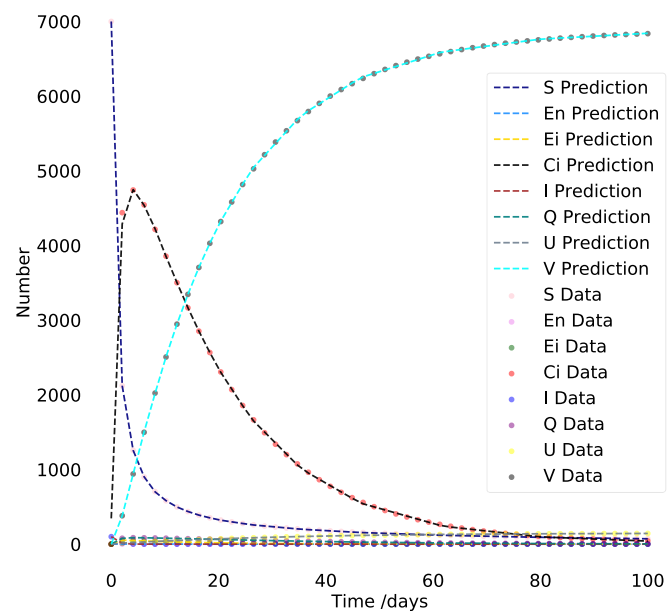 7000
6000
5000
4000
3000
2000
1000
0
Number
0 20 40 60 80 100
Time /days
S Prediction
En Prediction
Ei Prediction
Ci Prediction
I Prediction
Q Prediction
U Prediction
V Prediction
S Data
En Data
Ei Data
Ci Data
I Data
Q Data
U Data
V Data